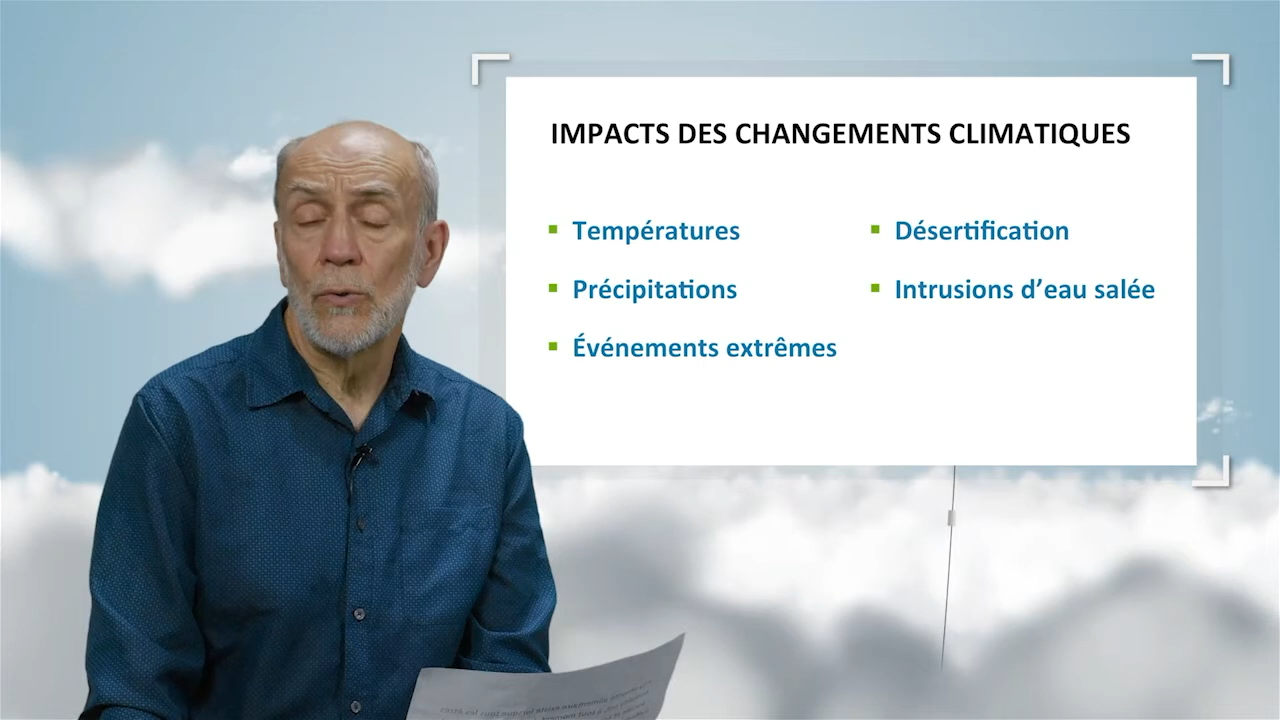 IMPACTS DES CHANGEMENTS CLIMATIQUES
Températures
Précipitations
Événements extrêmes
Désertification
Intrusions d’eau salée